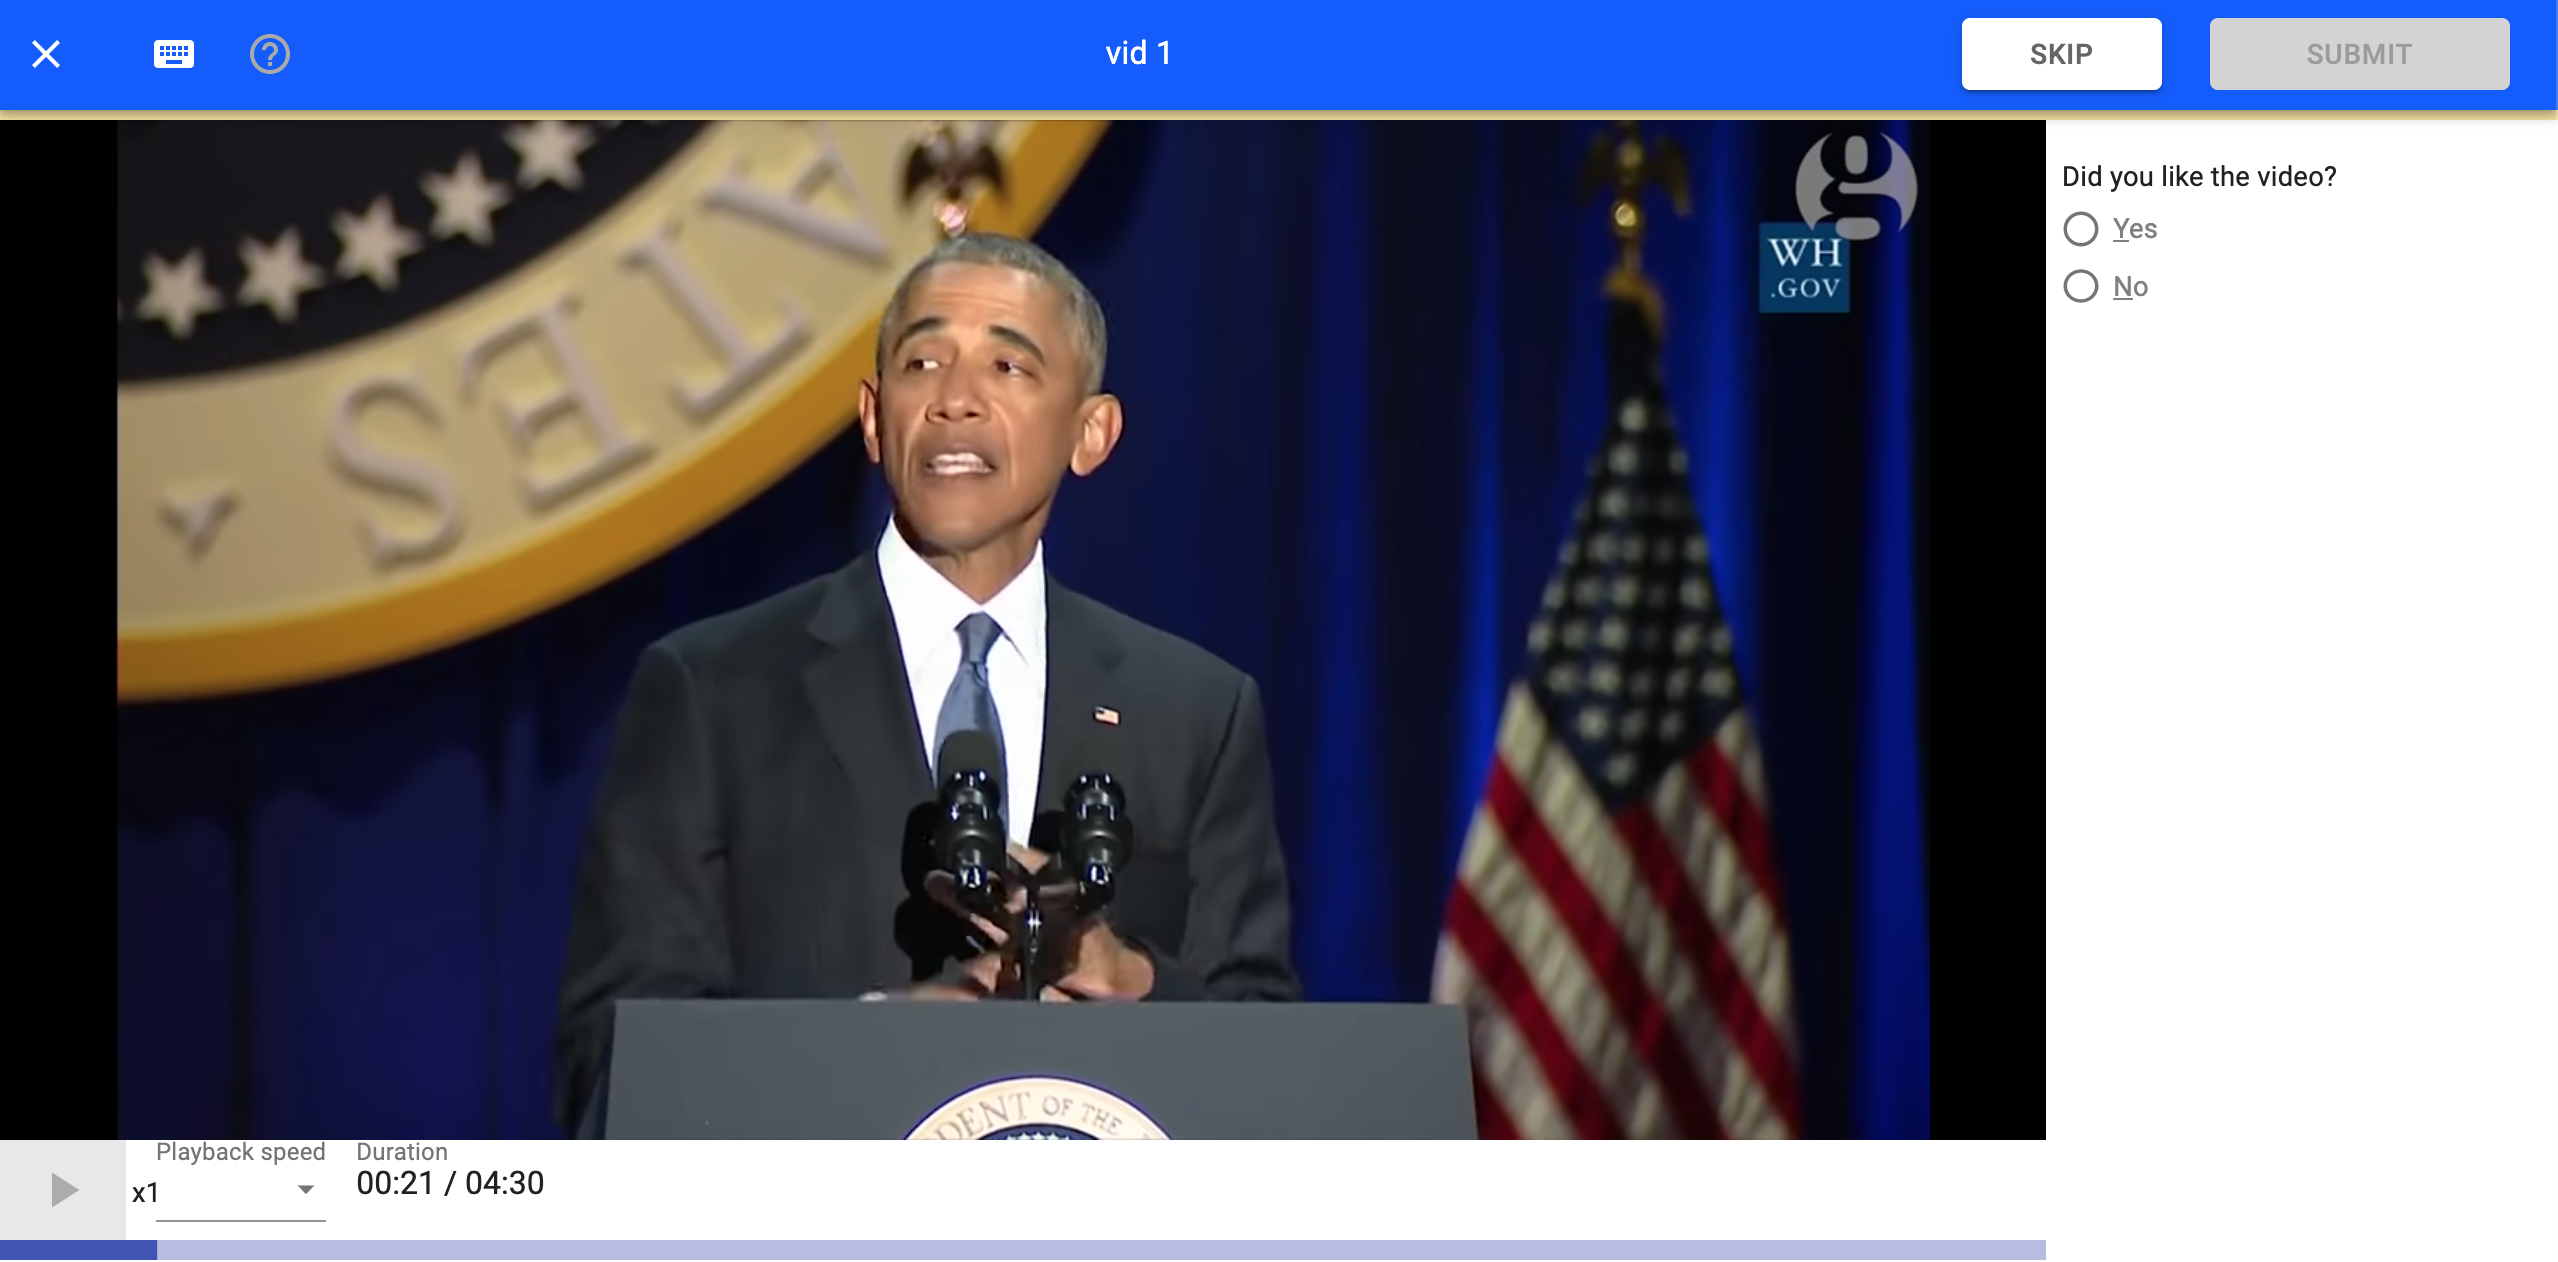 vid 1
SKIP
SUBMIT
Did you like the video?
Yes
No
ATES
g
WH
.GOV
DENT OF THE
Playback speed
x1
Duration
00:21 / 04:30